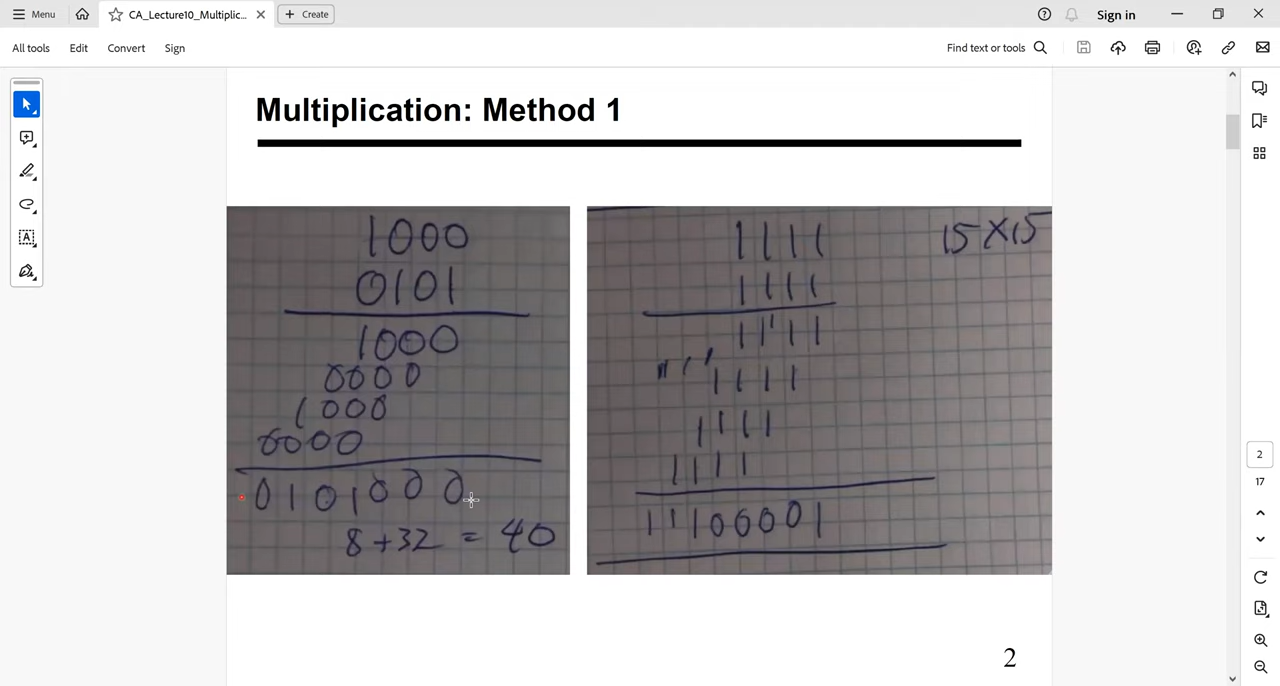 Menu
CA_Lecture10_Multiplic...
Create
Sign in
All tools
Edit
Convert
Sign
Find text or tools
Multiplication: Method 1
1000
0101
1000
0000
1000
0000
0101000
8+32 = 40
1111
15×15
1111
1111
1111
1111
1111
11100001
2
2
17